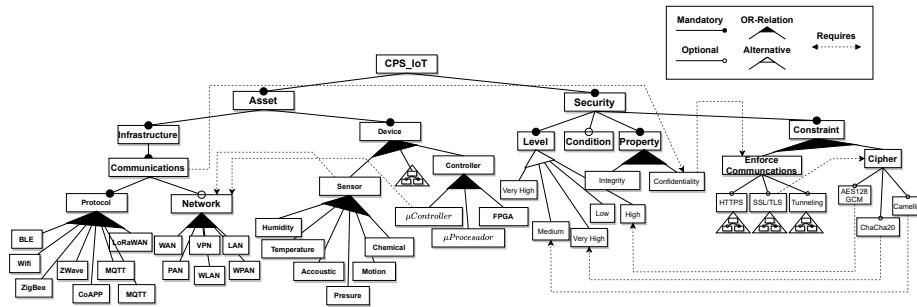 Mandatory
OR-Relation
Requires
Optional
Alternative
CPS_IoT
Asset
Security
Infrastructure
Device
Constraint
Level
Condition
Property
Communications
Controller
Enforce
Communcations
Cipher
Sensor
Very High
Integrity
Confidentiality
Protocol
Network
HTTPS
SSL/TLS
Tunneling
AES128
GCM
μController
FPGA
Low
High
Camelli
BLE
LoRaWAN
WAN
VPN
LAN
Humidity
μProcesador
Medium
Very High
ChaCha20
Wifi
ZWave
MQTT
PAN
WLAN
WPAN
Temperature
Chemical
Accoustic
Motion
ZigBee
CoAPP
MQTT
Presure